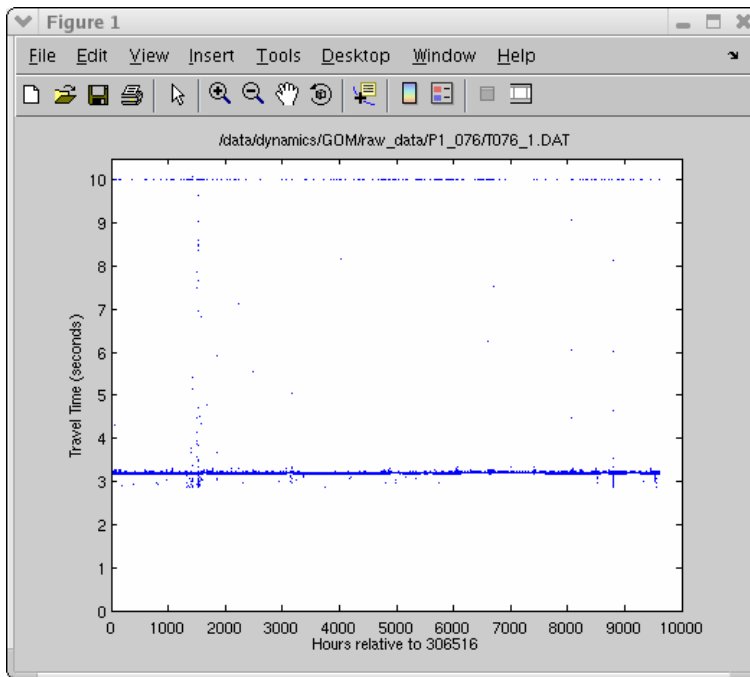 Figure 1
File Edit View Insert Tools Desktop Window Help
/data/dynamics/GOM/raw_data/P1_076/T076_1.DAT
10
9
8
7
6
5
4
3
2
1
0
Travel Time (seconds)
0 1000 2000 3000 4000 5000 6000 7000 8000 9000 10000
Hours relative to 306516